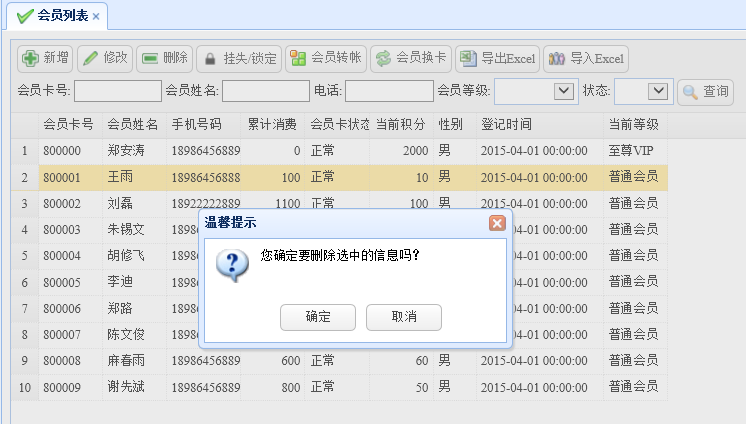 会员列表
新增 修改 删除 挂失/锁定 会员转帐 会员换卡 导出Excel 导入Excel
会员卡号: 会员姓名: 电话: 会员等级: 状态: 查询
会员卡号 会员姓名 手机号码 累计消费 会员卡状态 当前积分 性别 登记时间 当前等级
1 800000 郑安涛 18986456889 0 正常 2000 男 2015-04-01 00:00:00 至尊VIP
2 800001 王雨 18986456888 100 正常 10 男 2015-04-01 00:00:00 普通会员
3 800002 刘磊 18922222889 1100 正常 100 男 2015-04-01 00:00:00 普通会员
4 800003 朱锡文 普通会员
5 800004 胡修飞 普通会员
6 800005 李迪 普通会员
7 800006 郑路 普通会员
8 800007 陈文俊 普通会员
温馨提示
您确定要删除选中的信息吗?
确定 取消
9 800008 麻春雨 18986456889 600 正常 60 男 2015-04-01 00:00:00 普通会员
10 800009 谢先斌 18986456889 800 正常 50 男 2015-04-01 00:00:00 普通会员